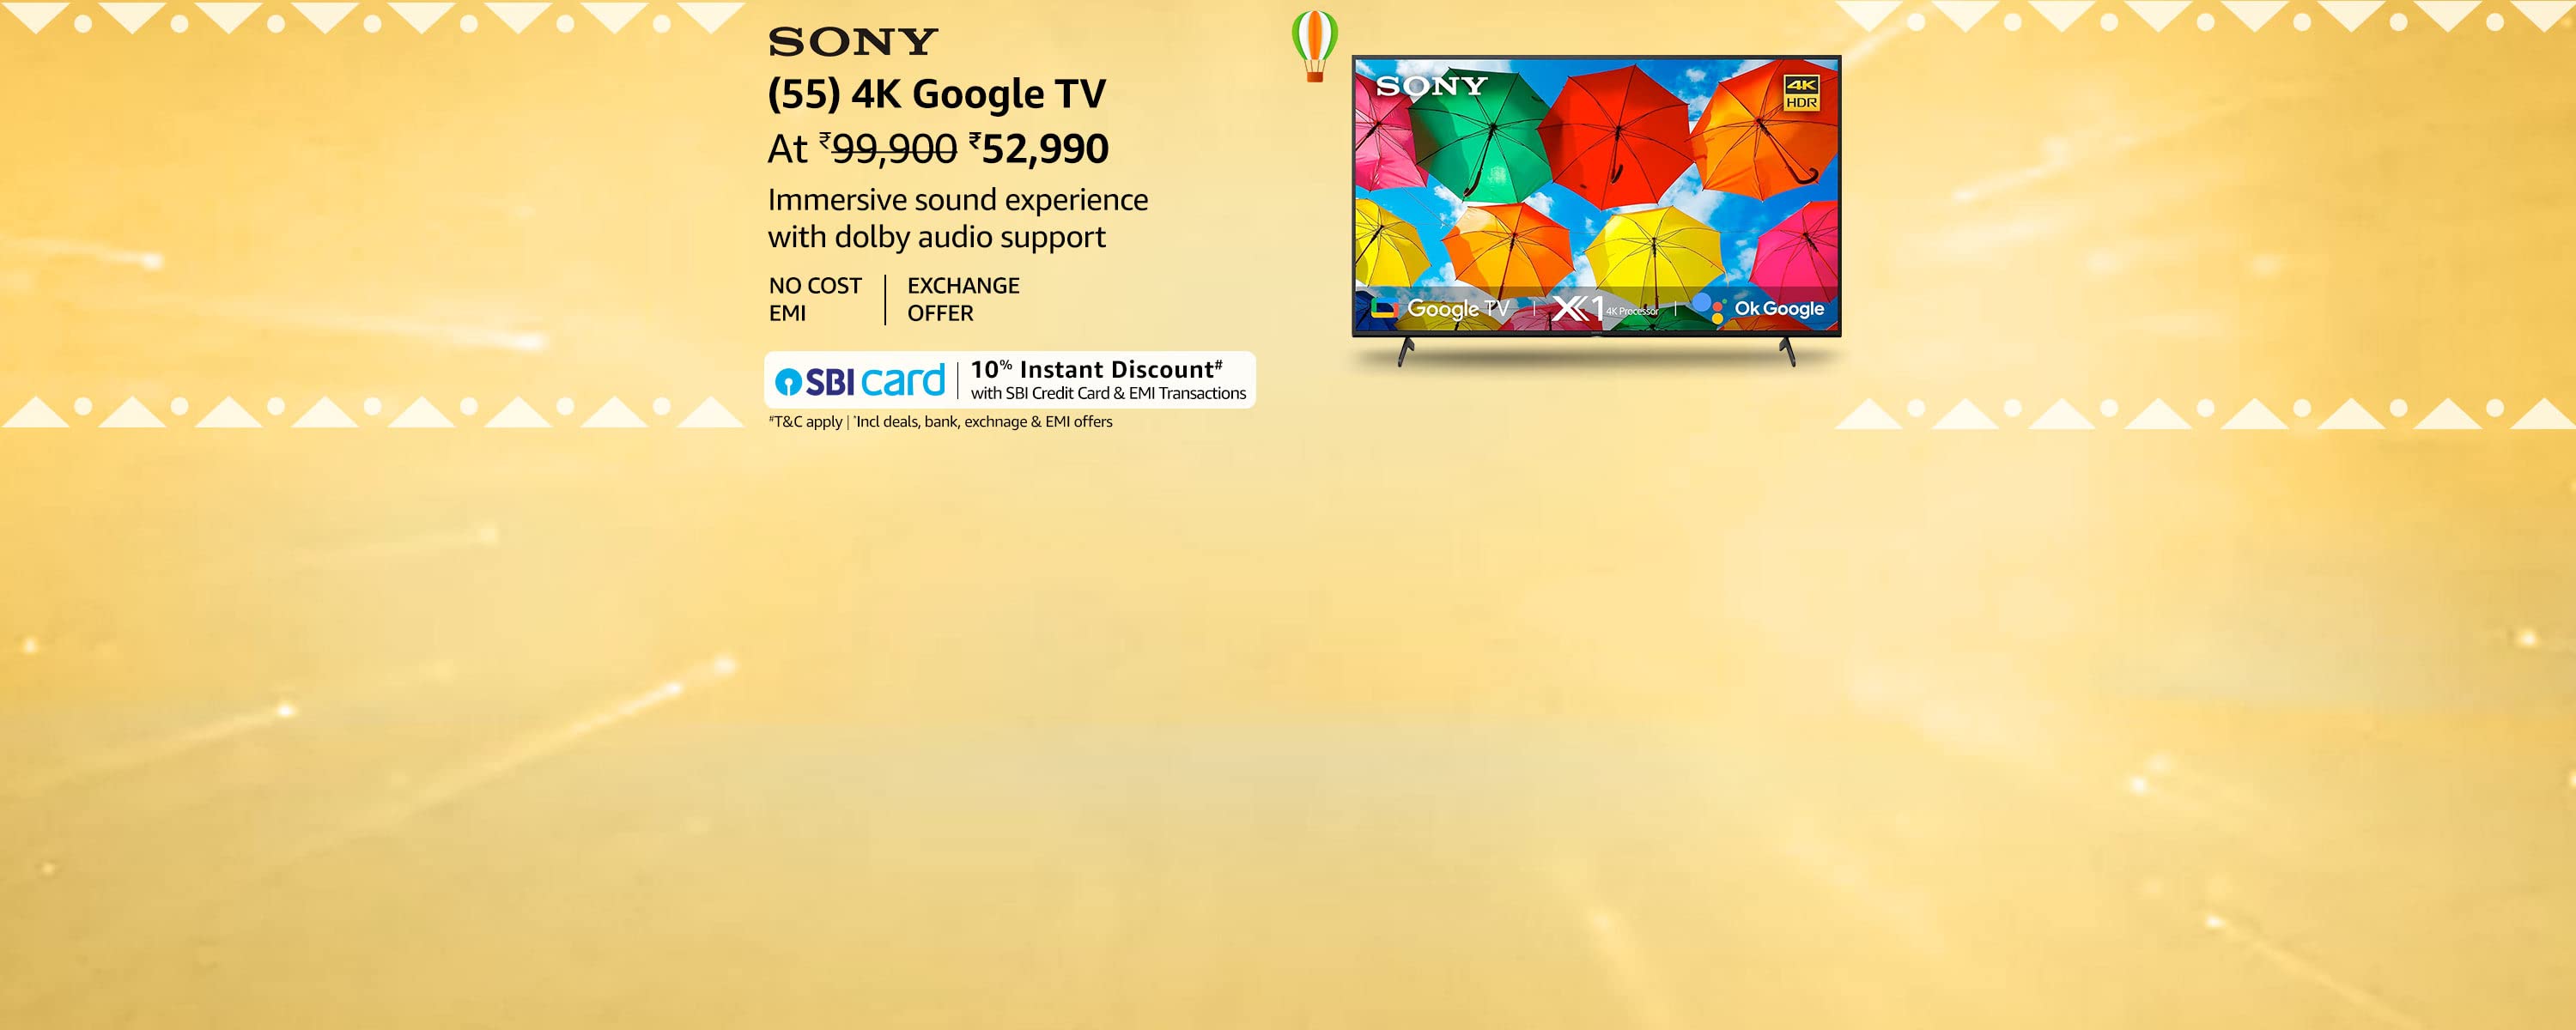 SONY
(55) 4K Google TV
At ₹99,900 ₹52,990
Immersive sound experience
with dolby audio support
NO COST
EMI
EXCHANGE
OFFER
SBI card
10% Instant Discount#
with SBI Credit Card & EMI Transactions
#T&C apply | *Incl deals, bank, exchnage & EMI offers
SONY
4K
HDR
Google TV | X1 4K Processor | Ok Google